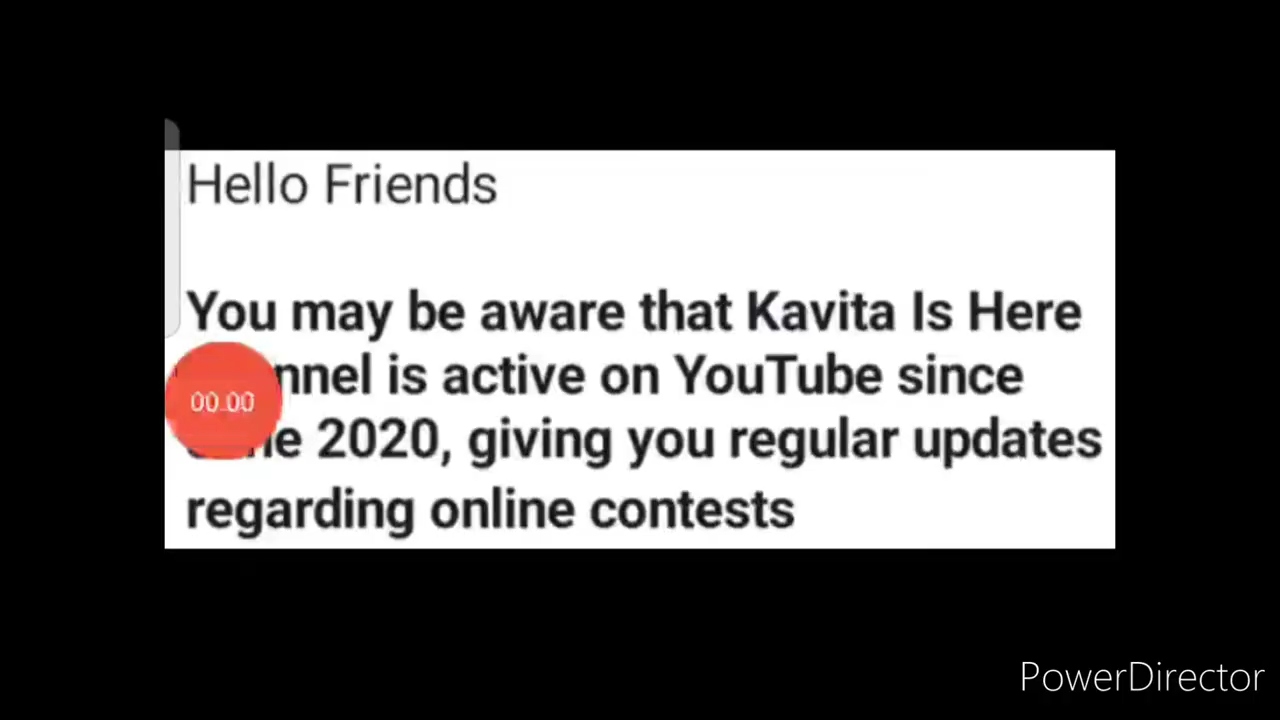 Hello Friends
You may be aware that Kavita Is Here
is active on YouTube since
00.00
2020, giving you regular updates
regarding online contests
PowerDirector